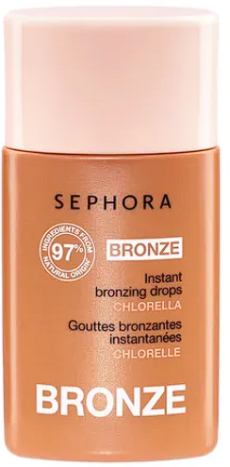 SEPHORA
INGREDIENTS FROM
97%
NATURAL ORIGIN*
BRONZE
Instant
bronzing drops
CHLORELLA
Gouttes bronzantes
instantanées
CHLORELLE
BRONZE